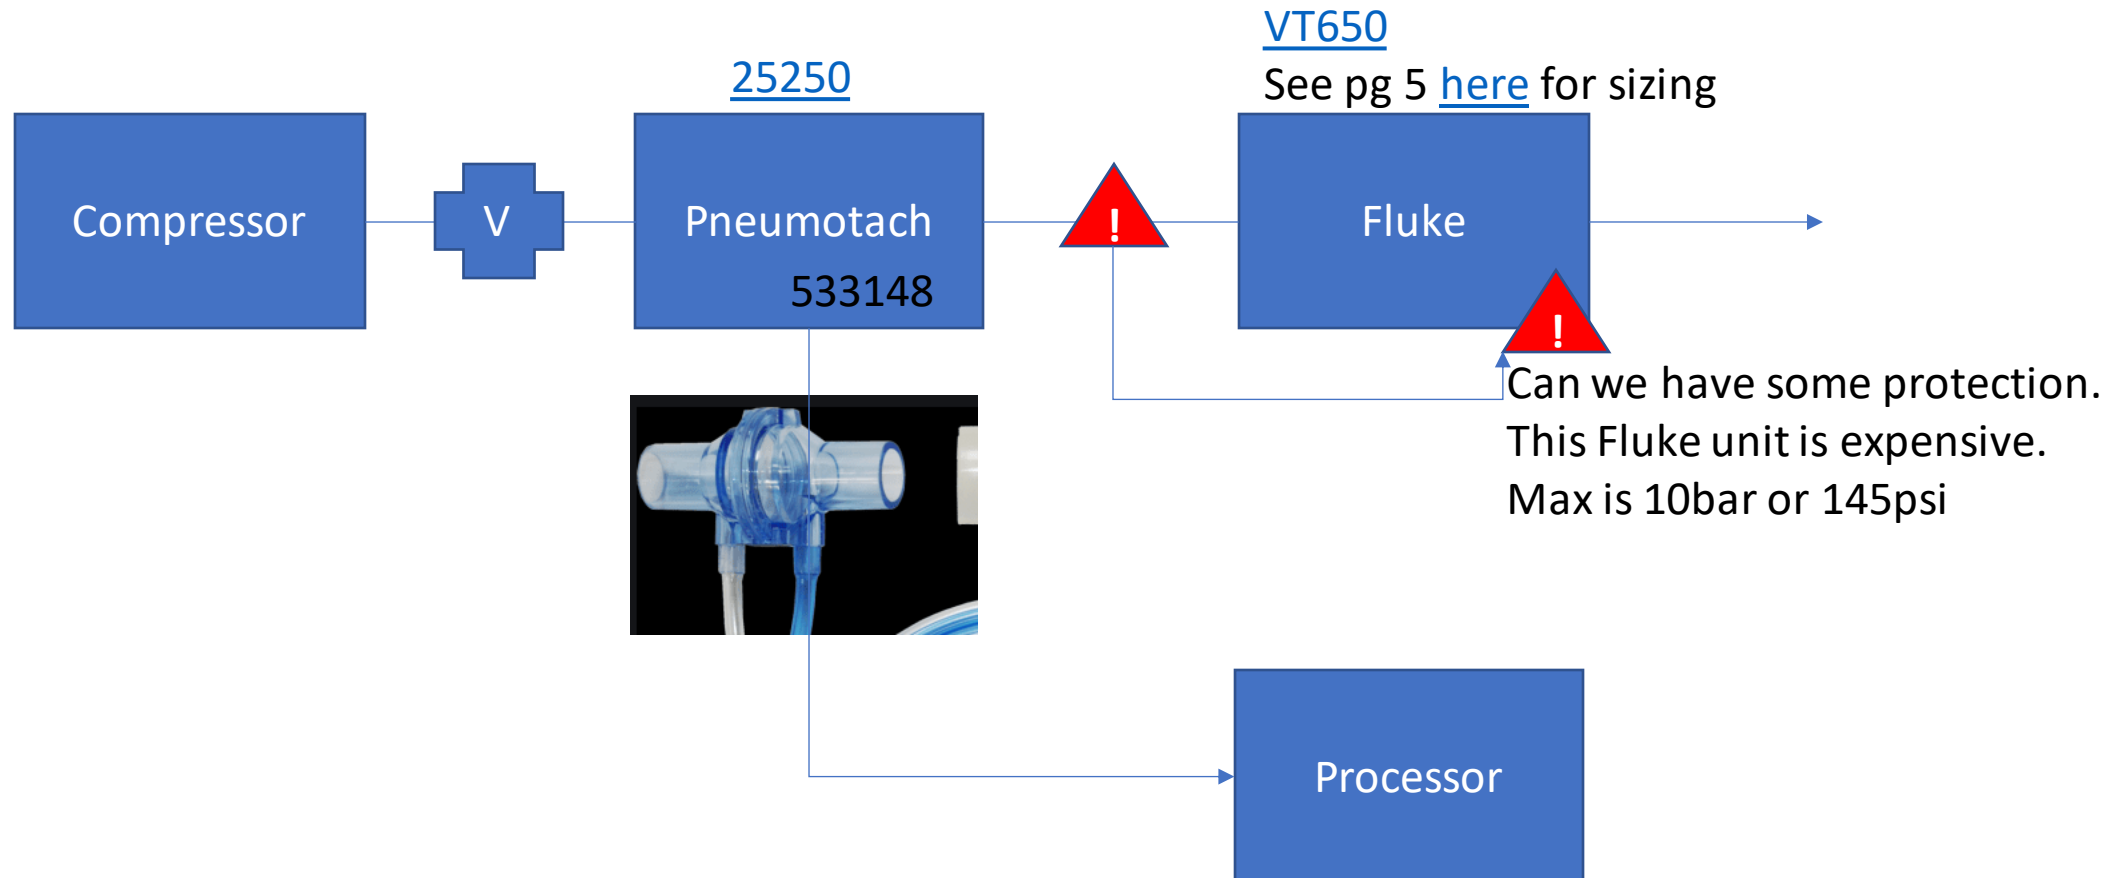 VT650
See pg 5 here for sizing
25250
Compressor
V
Pneumotach
533148
!
Fluke
!
Can we have some protection.
This Fluke unit is expensive.
Max is 10bar or 145psi
Processor